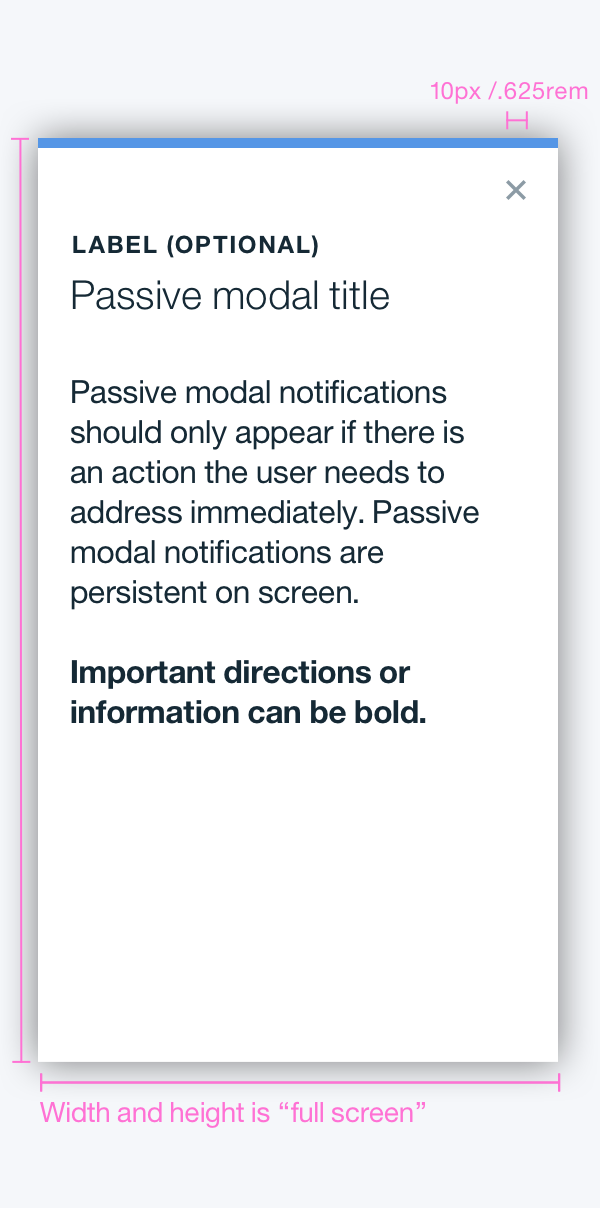 10px /.625rem
LABEL (OPTIONAL)
Passive modal title
Passive modal notifications
should only appear if there is
an action the user needs to
address immediately. Passive
modal notifications are
persistent on screen.
Important directions or
information can be bold.
Width and height is “full screen”